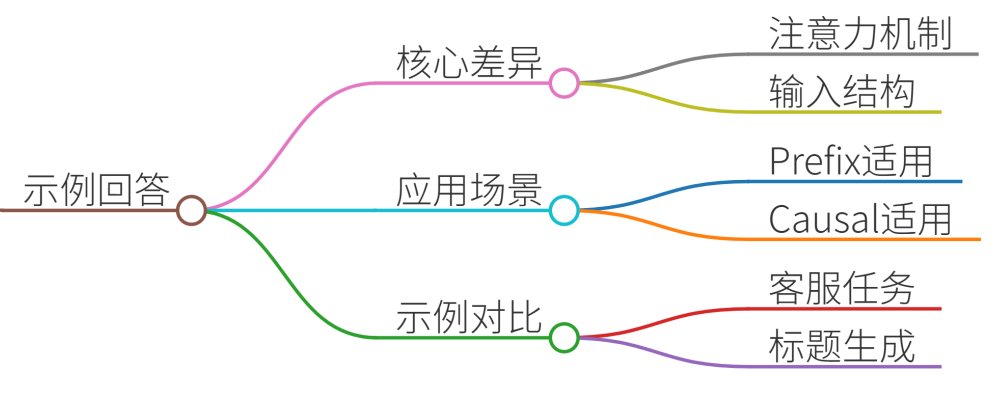 示例回答
核心差异
注意力机制
输入结构
应用场景
Prefix适用
Causal适用
示例对比
客服任务
标题生成